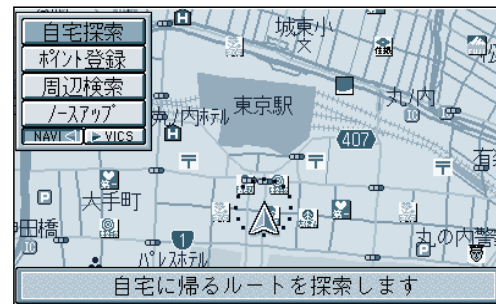 自宅探索
ポイント登録
周辺検索
ノースアップ
NAVI ◀ ▶ VICS
城東小
東京駅
丸ノ内
丸ノ内ホテル
407
大手町
1
パレスホテル
丸の内警
自宅に帰るルートを探索します